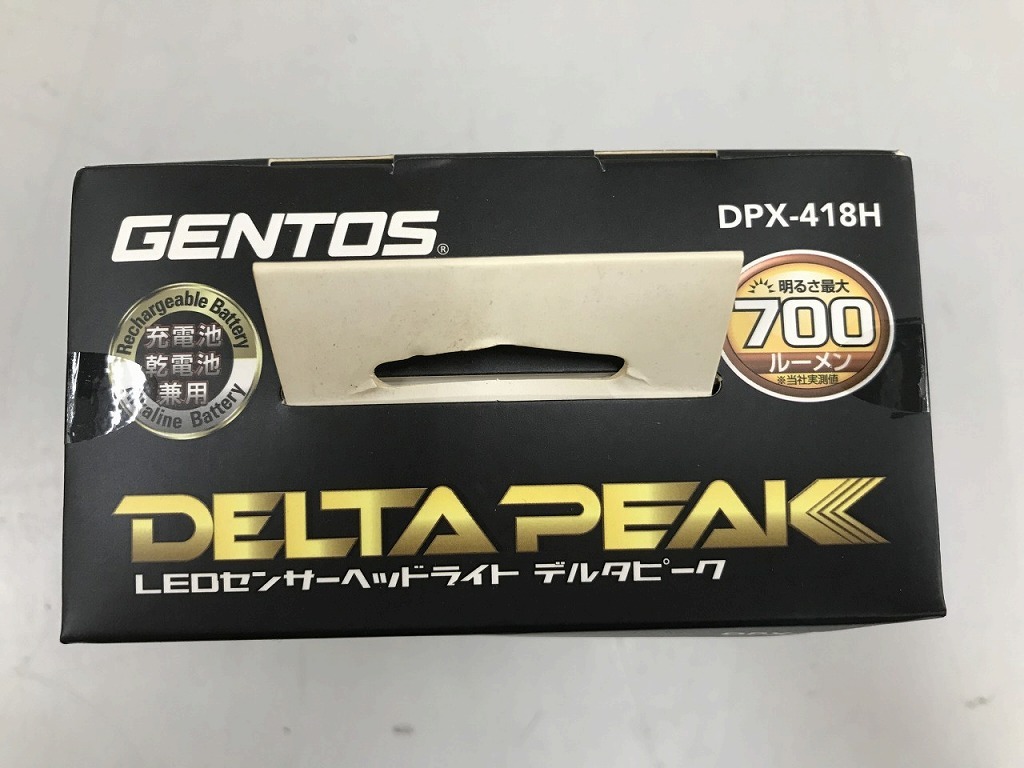 GENTOS®
DPX-418H
Rechargeable Battery
充電池
乾電池
兼用
aline Battery
明るさ最大
700
ルーメン
※当社実測値
DELTA PEAK
LEDセンサーヘッドライト デルタピーク